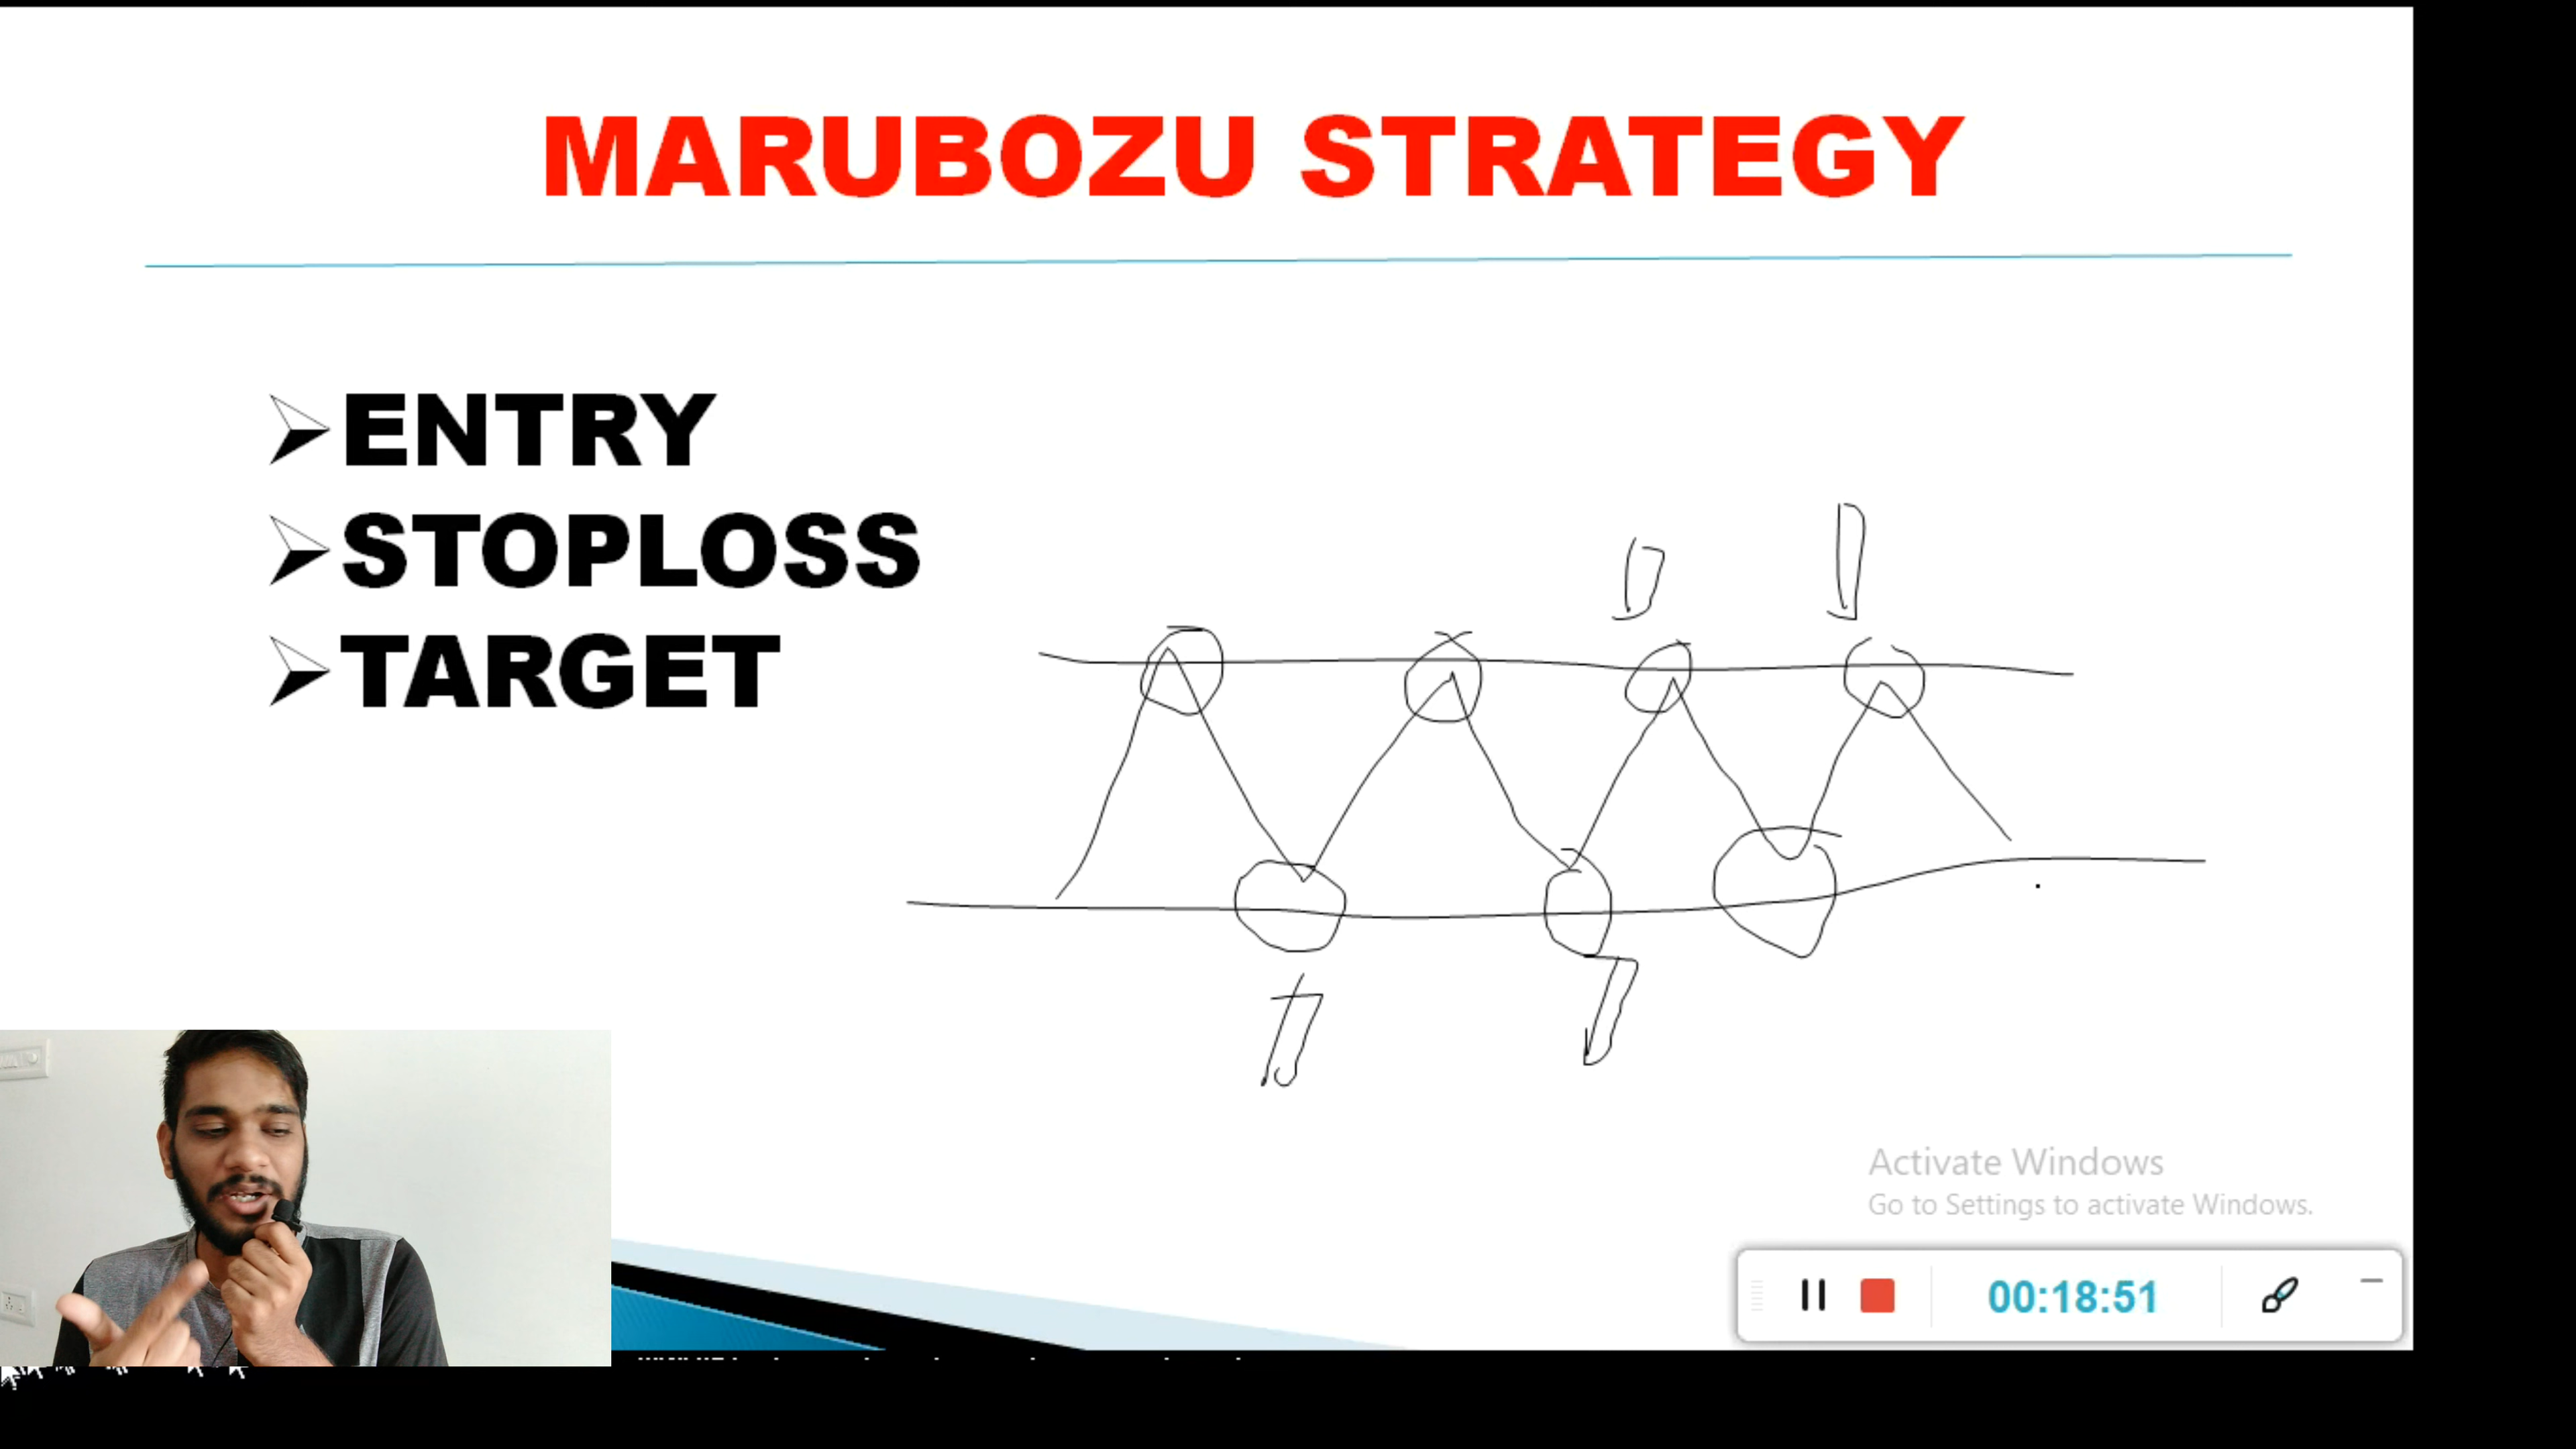 MARUBOZU STRATEGY
ENTRY
STOPLOSS
TARGET
Activate Windows
Go to Settings to activate Windows.
00:18:51